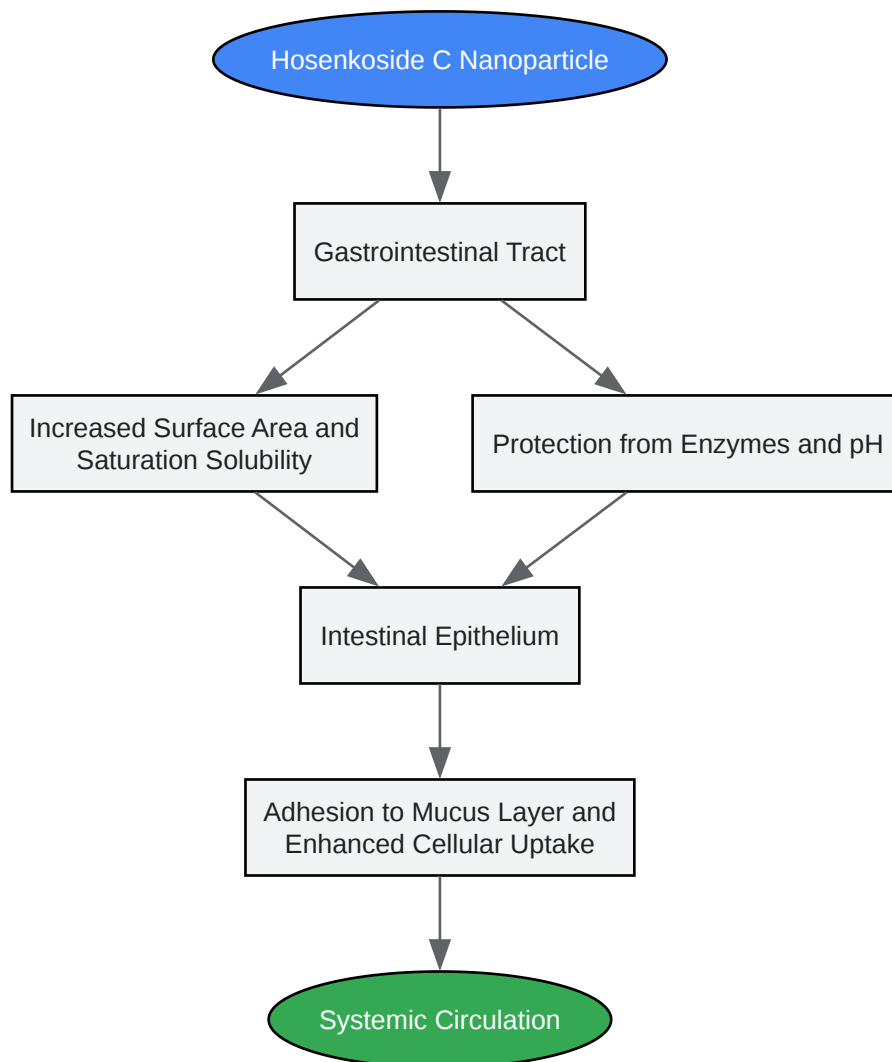 Hosenkoside C Nanoparticle
Gastrointestinal Tract
Increased Surface Area and
Saturation Solubility
Protection from Enzymes and pH
Intestinal Epithelium
Adhesion to Mucus Layer and
Enhanced Cellular Uptake
Systemic Circulation